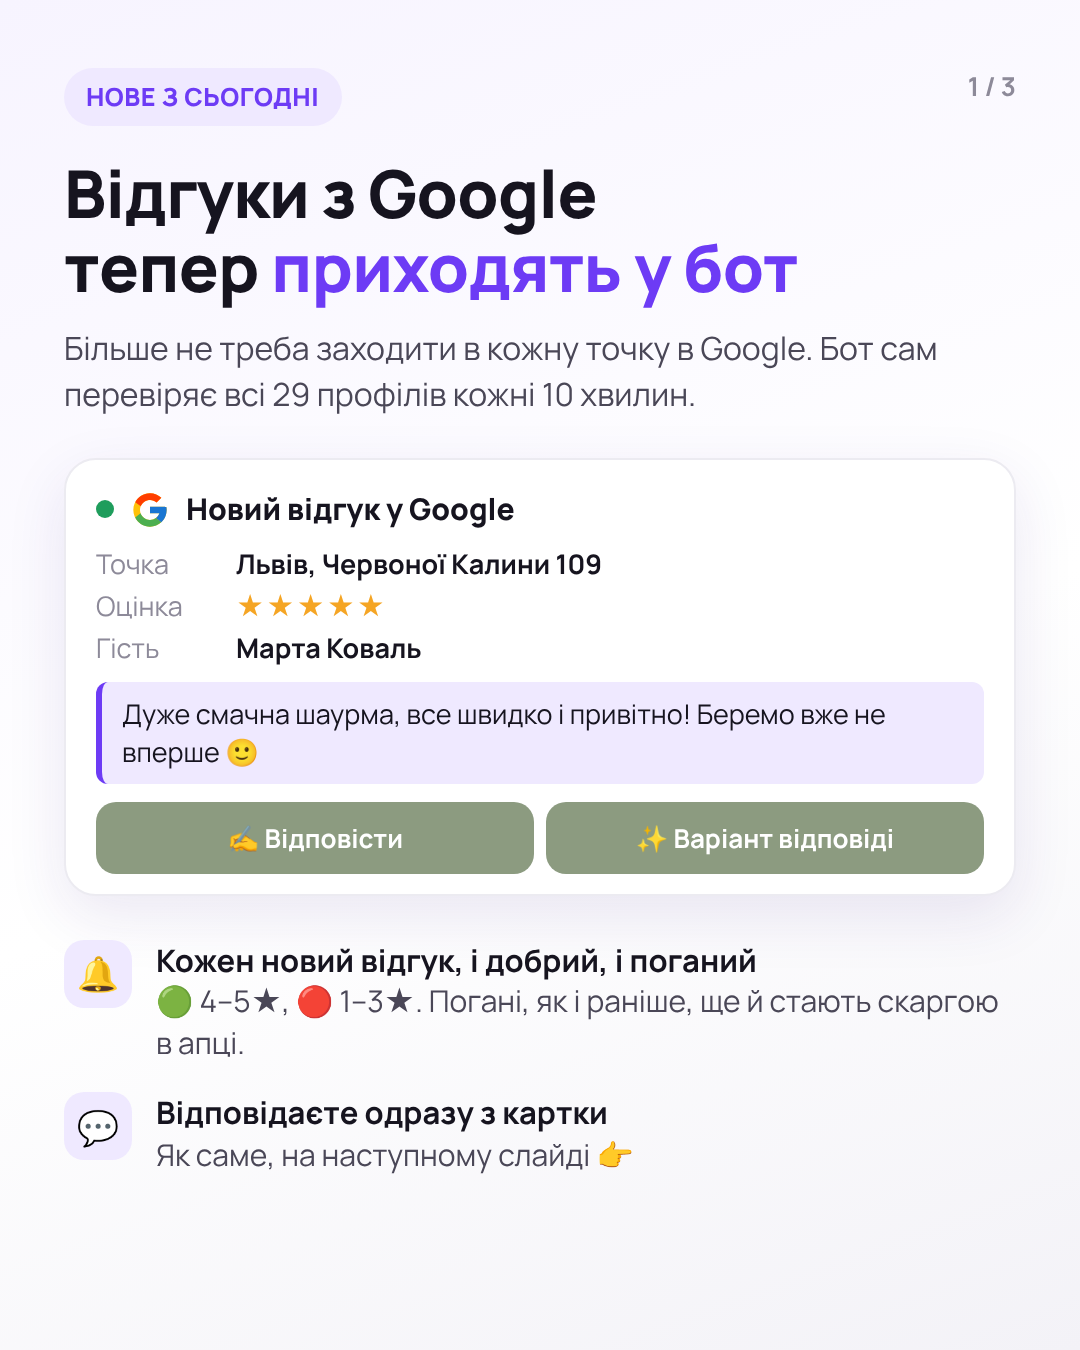 НОВЕ З СЬОГОДНІ
1 / 3
Відгуки з Google
тепер приходять у бот
Більше не треба заходити в кожну точку в Google. Бот сам
перевіряє всі 29 профілів кожні 10 хвилин.
Новий відгук у Google
Точка Львів, Червоної Калини 109
Оцінка ★★★★★
Гість Марта Коваль
Дуже смачна шаурма, все швидко і привітно! Беремо вже не
вперше 🙂
✍️ Відповісти
✨ Варіант відповіді
Кожен новий відгук, і добрий, і поганий
🟢 4–5★, 🔴 1–3★. Погані, як і раніше, ще й стають скаргою
в апці.
Відповідаєте одразу з картки
Як саме, на наступному слайді 👉